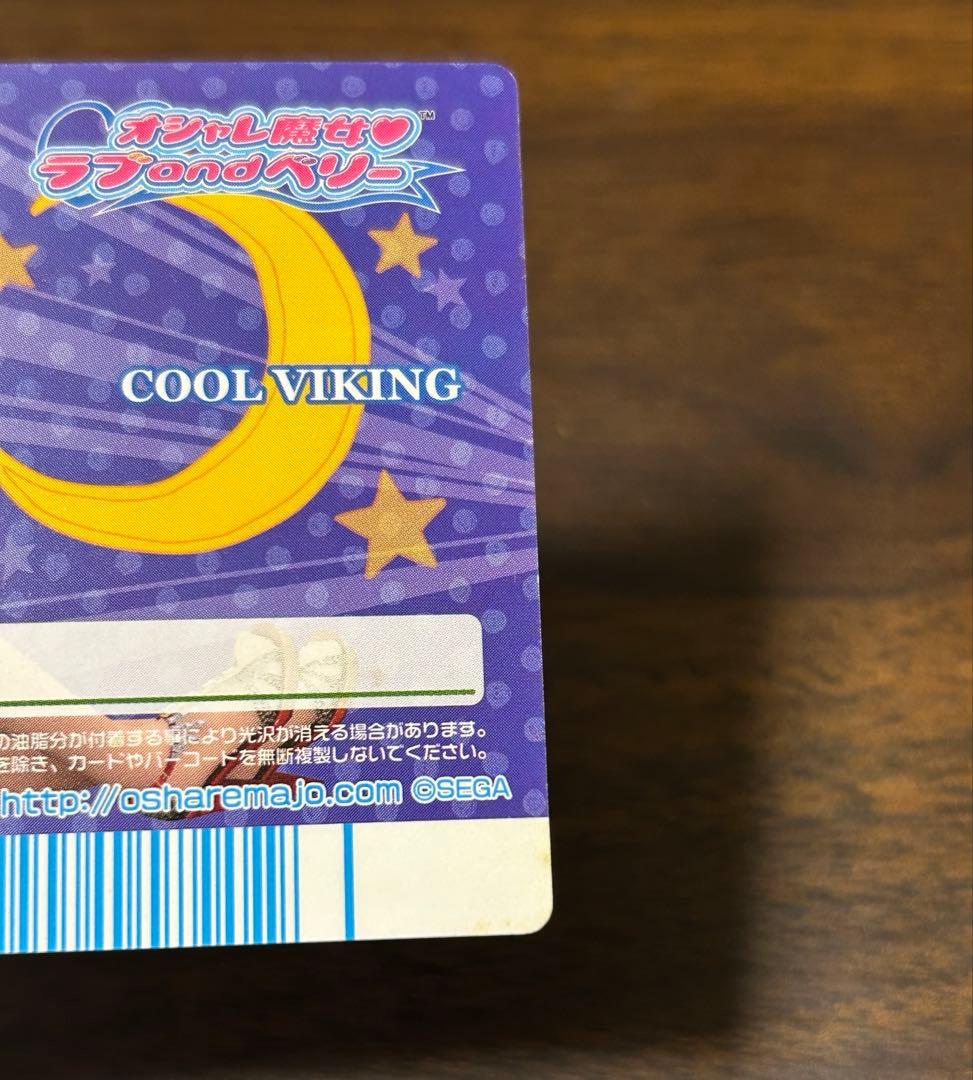 オシャレ魔女♥
ラブandベリー™
COOL VIKING
の油脂分が付着する事により光沢が消える場合があります。
を除き、カードやバーコードを無断複製しないでください。
http://osharemajo.com ©SEGA